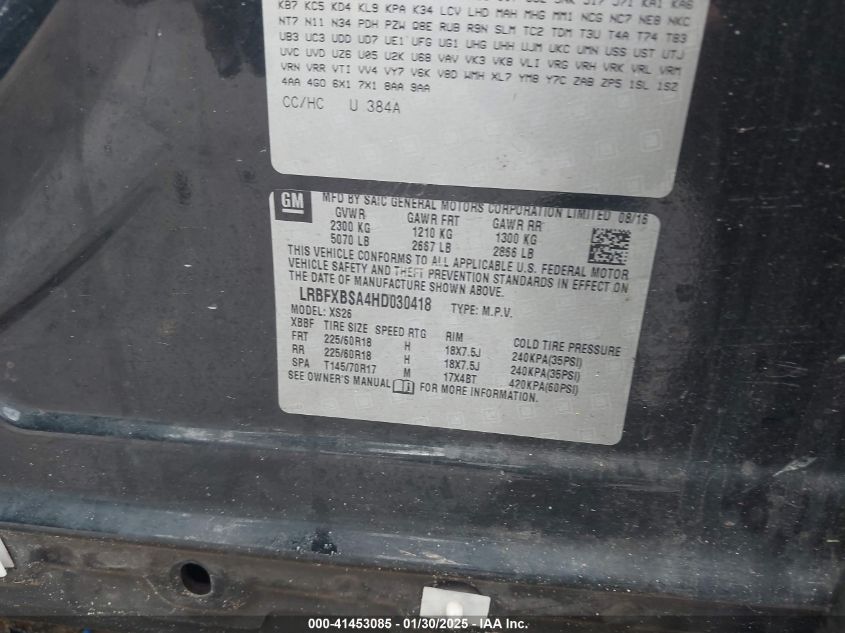 KB7 KC5 KD4 KL9 KPA K34 LCV LHD MAH MHG MM1 NCG NC7 NE8 NKC
NT7 N11 N34 PDH PZW Q8E RU8 R9N SLM TC2 TDM T3U T4A T74 T83
UB3 UC3 UDD UD7 UE1 UFG UG1 UHG UHH UJM UKC UMN USS UST UTJ
UVC UVD UZ6 U05 U2K U68 VAV VK3 VK8 VLI VRG VRH VRK VRL VRM
VRN VRR VTI VV4 VY7 V6K V8D WMH XL7 YM8 Y7C ZAB ZP5 1SL 1SZ
4AA 4G0 6X1 7X1 8AA 9AA
CC/HC U 384A
GM MFD BY SAIC GENERAL MOTORS CORPORATION LIMITED 08/16
GVWR GAWR FRT GAWR RR
2300 KG 1210 KG 1300 KG
5070 LB 2667 LB 2866 LB
THIS VEHICLE CONFORMS TO ALL APPLICABLE U.S. FEDERAL MOTOR
VEHICLE SAFETY AND THEFT PREVENTION STANDARDS IN EFFECT ON
THE DATE OF MANUFACTURE SHOWN ABOVE.
LRBFXBSA4HD030418 TYPE: M.P.V.
MODEL: XS26
XBBF TIRE SIZE SPEED RTG RIM COLD TIRE PRESSURE
FRT 225/60R18 H 18X7.5J 240KPA(35PSI)
RR 225/60R18 H 18X7.5J 240KPA(35PSI)
SPA T145/70R17 M 17X4BT 420KPA(60PSI)
SEE OWNER'S MANUAL FOR MORE INFORMATION.
000-41453085 - 01/30/2025 - IAA Inc.